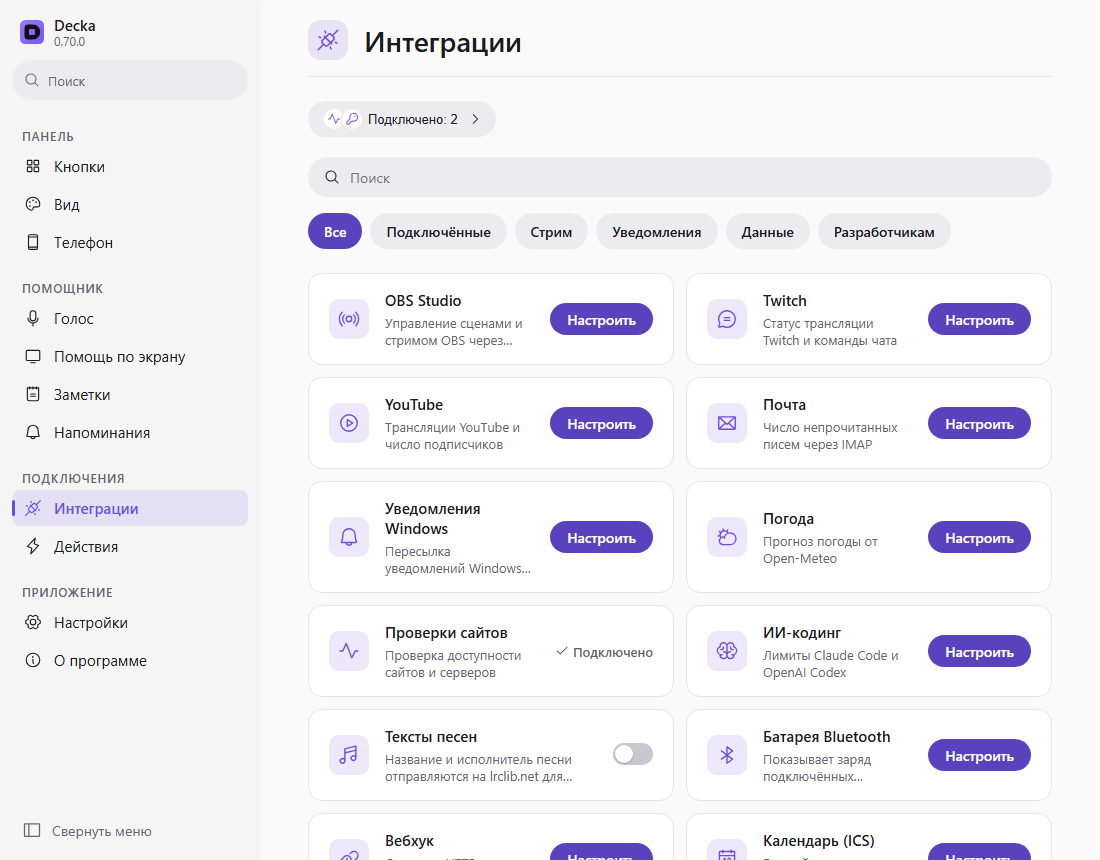 Decka
0.70.0
Поиск
ПАНЕЛЬ
Кнопки
Вид
Телефон
ПОМОЩНИК
Голос
Помощь по экрану
Заметки
Напоминания
ПОДКЛЮЧЕНИЯ
Интеграции
Действия
ПРИЛОЖЕНИЕ
Настройки
О программе
Свернуть меню
Интеграции
Подключено: 2
Поиск
Все
Подключённые
Стрим
Уведомления
Данные
Разработчикам
OBS Studio
Управление сценами и
стримом OBS через...
Настроить
Twitch
Статус трансляции
Twitch и команды чата
Настроить
YouTube
Трансляции YouTube и
число подписчиков
Настроить
Почта
Число непрочитанных
писем через IMAP
Настроить
Уведомления
Windows
Пересылка
уведомлений Windows...
Настроить
Погода
Прогноз погоды от
Open-Meteo
Настроить
Проверки сайтов
Проверка доступности
сайтов и серверов
Подключено
ИИ-кодинг
Лимиты Claude Code и
OpenAI Codex
Настроить
Тексты песен
Название и исполнитель песни
отправляются на lrclib.net для...
Батарея Bluetooth
Показывает заряд
подключённых...
Настроить
Вебхук
Настроить
Календарь (ICS)
Настроить